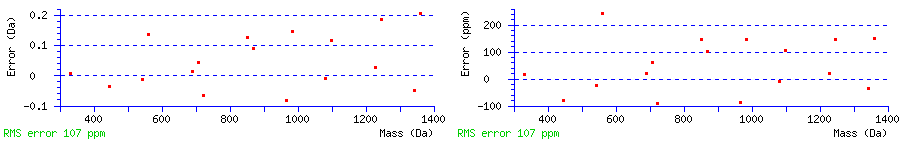 Error (Da)
0.2
0.1
0
-0.1
400 600 800 1000 1200 1400
RMS error 107 ppm
Mass (Da)
Error (ppm)
200
100
0
-100
400 600 800 1000 1200 1400
RMS error 107 ppm
Mass (Da)